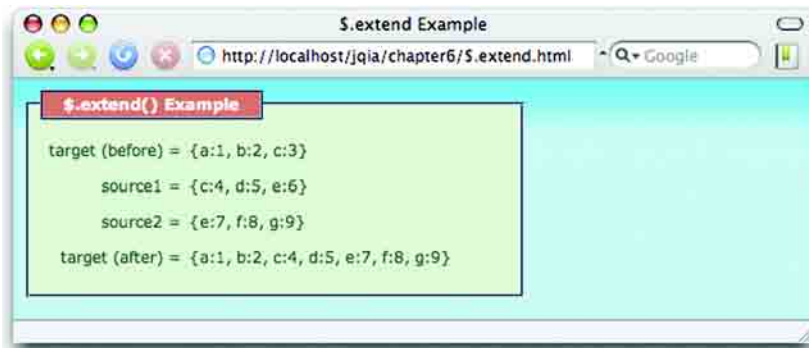 $.extend Example
http://localhost/jqia/chapter6/$.extend.html
Google
$.extend() Example
target (before) = {a:1, b:2, c:3}
source1 = {c:4, d:5, e:6}
source2 = {e:7, f:8, g:9}
target (after) = {a:1, b:2, c:4, d:5, e:7, f:8, g:9}